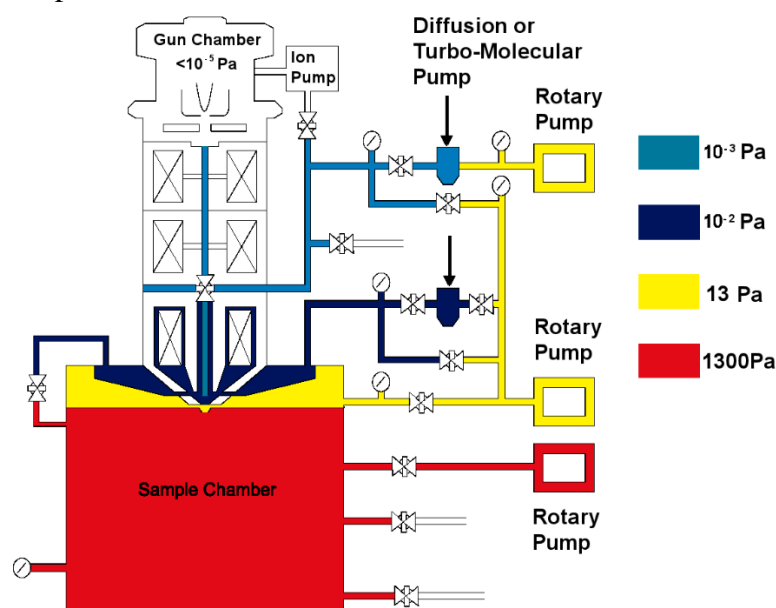 Gun Chamber
<10⁻⁵ Pa
Ion
Pump
Diffusion or
Turbo-Molecular
Pump
Rotary
Pump
10⁻³ Pa
10⁻² Pa
13 Pa
1300Pa
Rotary
Pump
Sample Chamber
Rotary
Pump